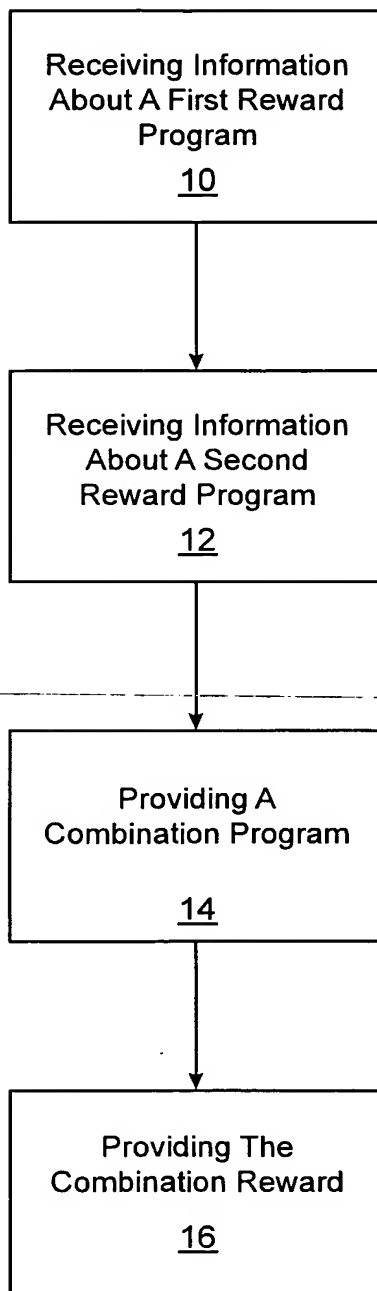 Receiving Information
About A First Reward
Program
10
Receiving Information
About A Second
Reward Program
12
Providing A
Combination Program
14
Providing The
Combination Reward
16